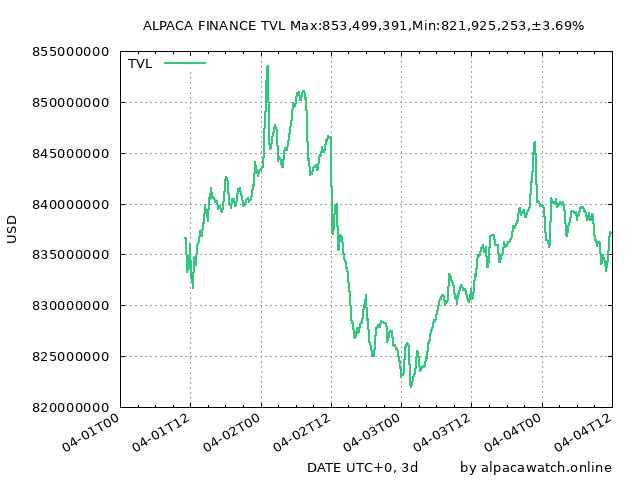 ALPACA FINANCE TVL Max:853,499,391,Min:821,925,253,±3.69%
TVL
USD
855000000
850000000
845000000
840000000
835000000
830000000
825000000
820000000
04-01T00
04-01T12
04-02T00
04-02T12
04-03T00
04-03T12
04-04T00
04-04T12
DATE UTC+0, 3d
by alpacawatch.online